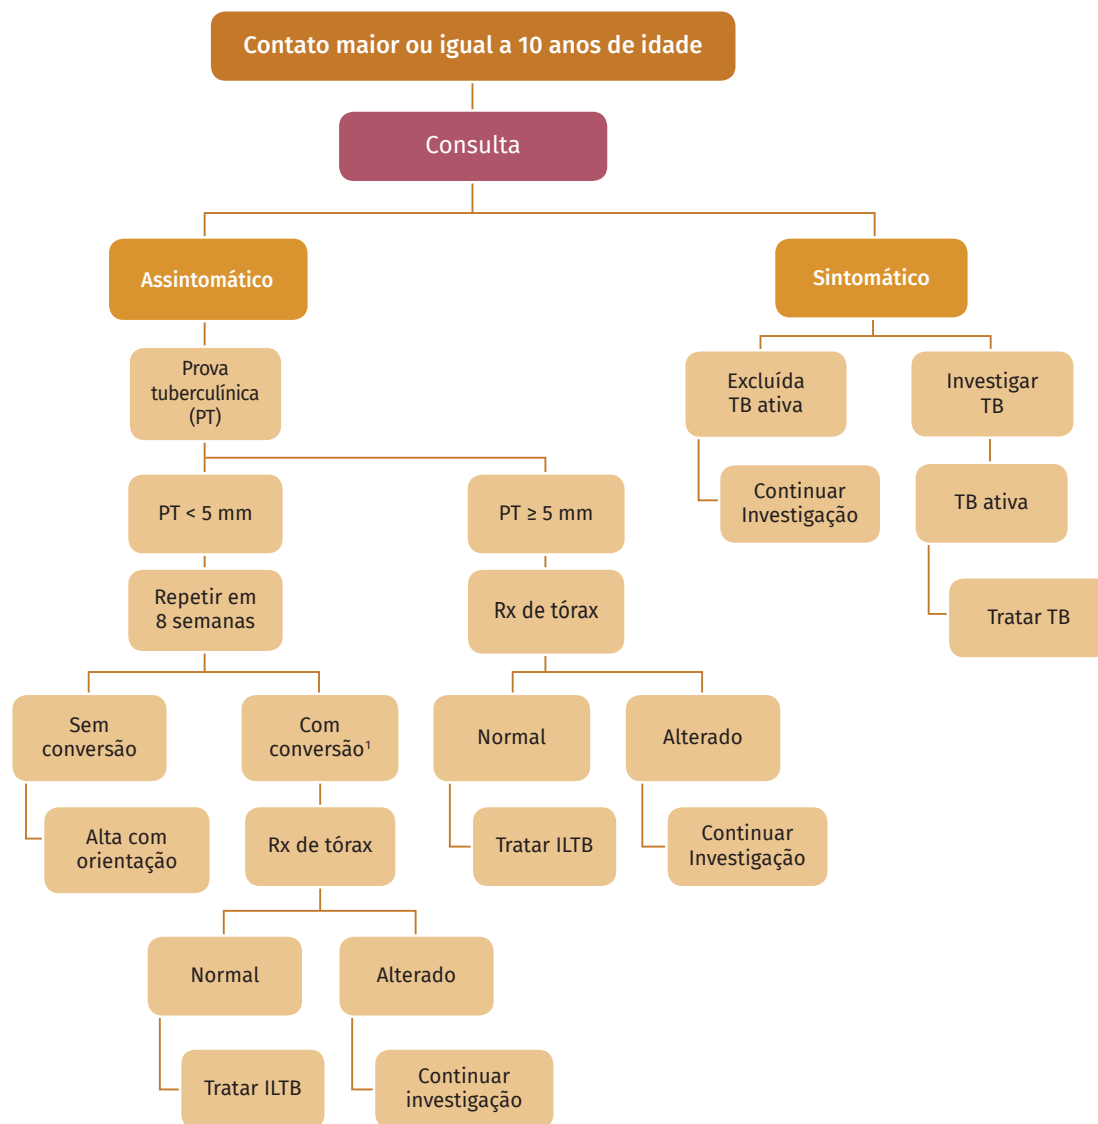 Contato maior ou igual a 10 anos de idade
Consulta
Assintomático
Sintomático
Prova
tuberculínica
(PT)
Excluída
TB ativa
Investigar
TB
PT < 5 mm
PT ≥ 5 mm
Continuar
Investigação
TB ativa
Repetir em
8 semanas
Rx de tórax
Tratar TB
Sem
conversão
Com
conversão¹
Normal
Alterado
Alta com
orientação
Rx de tórax
Tratar ILTB
Continuar
Investigação
Normal
Alterado
Tratar ILTB
Continuar
investigação